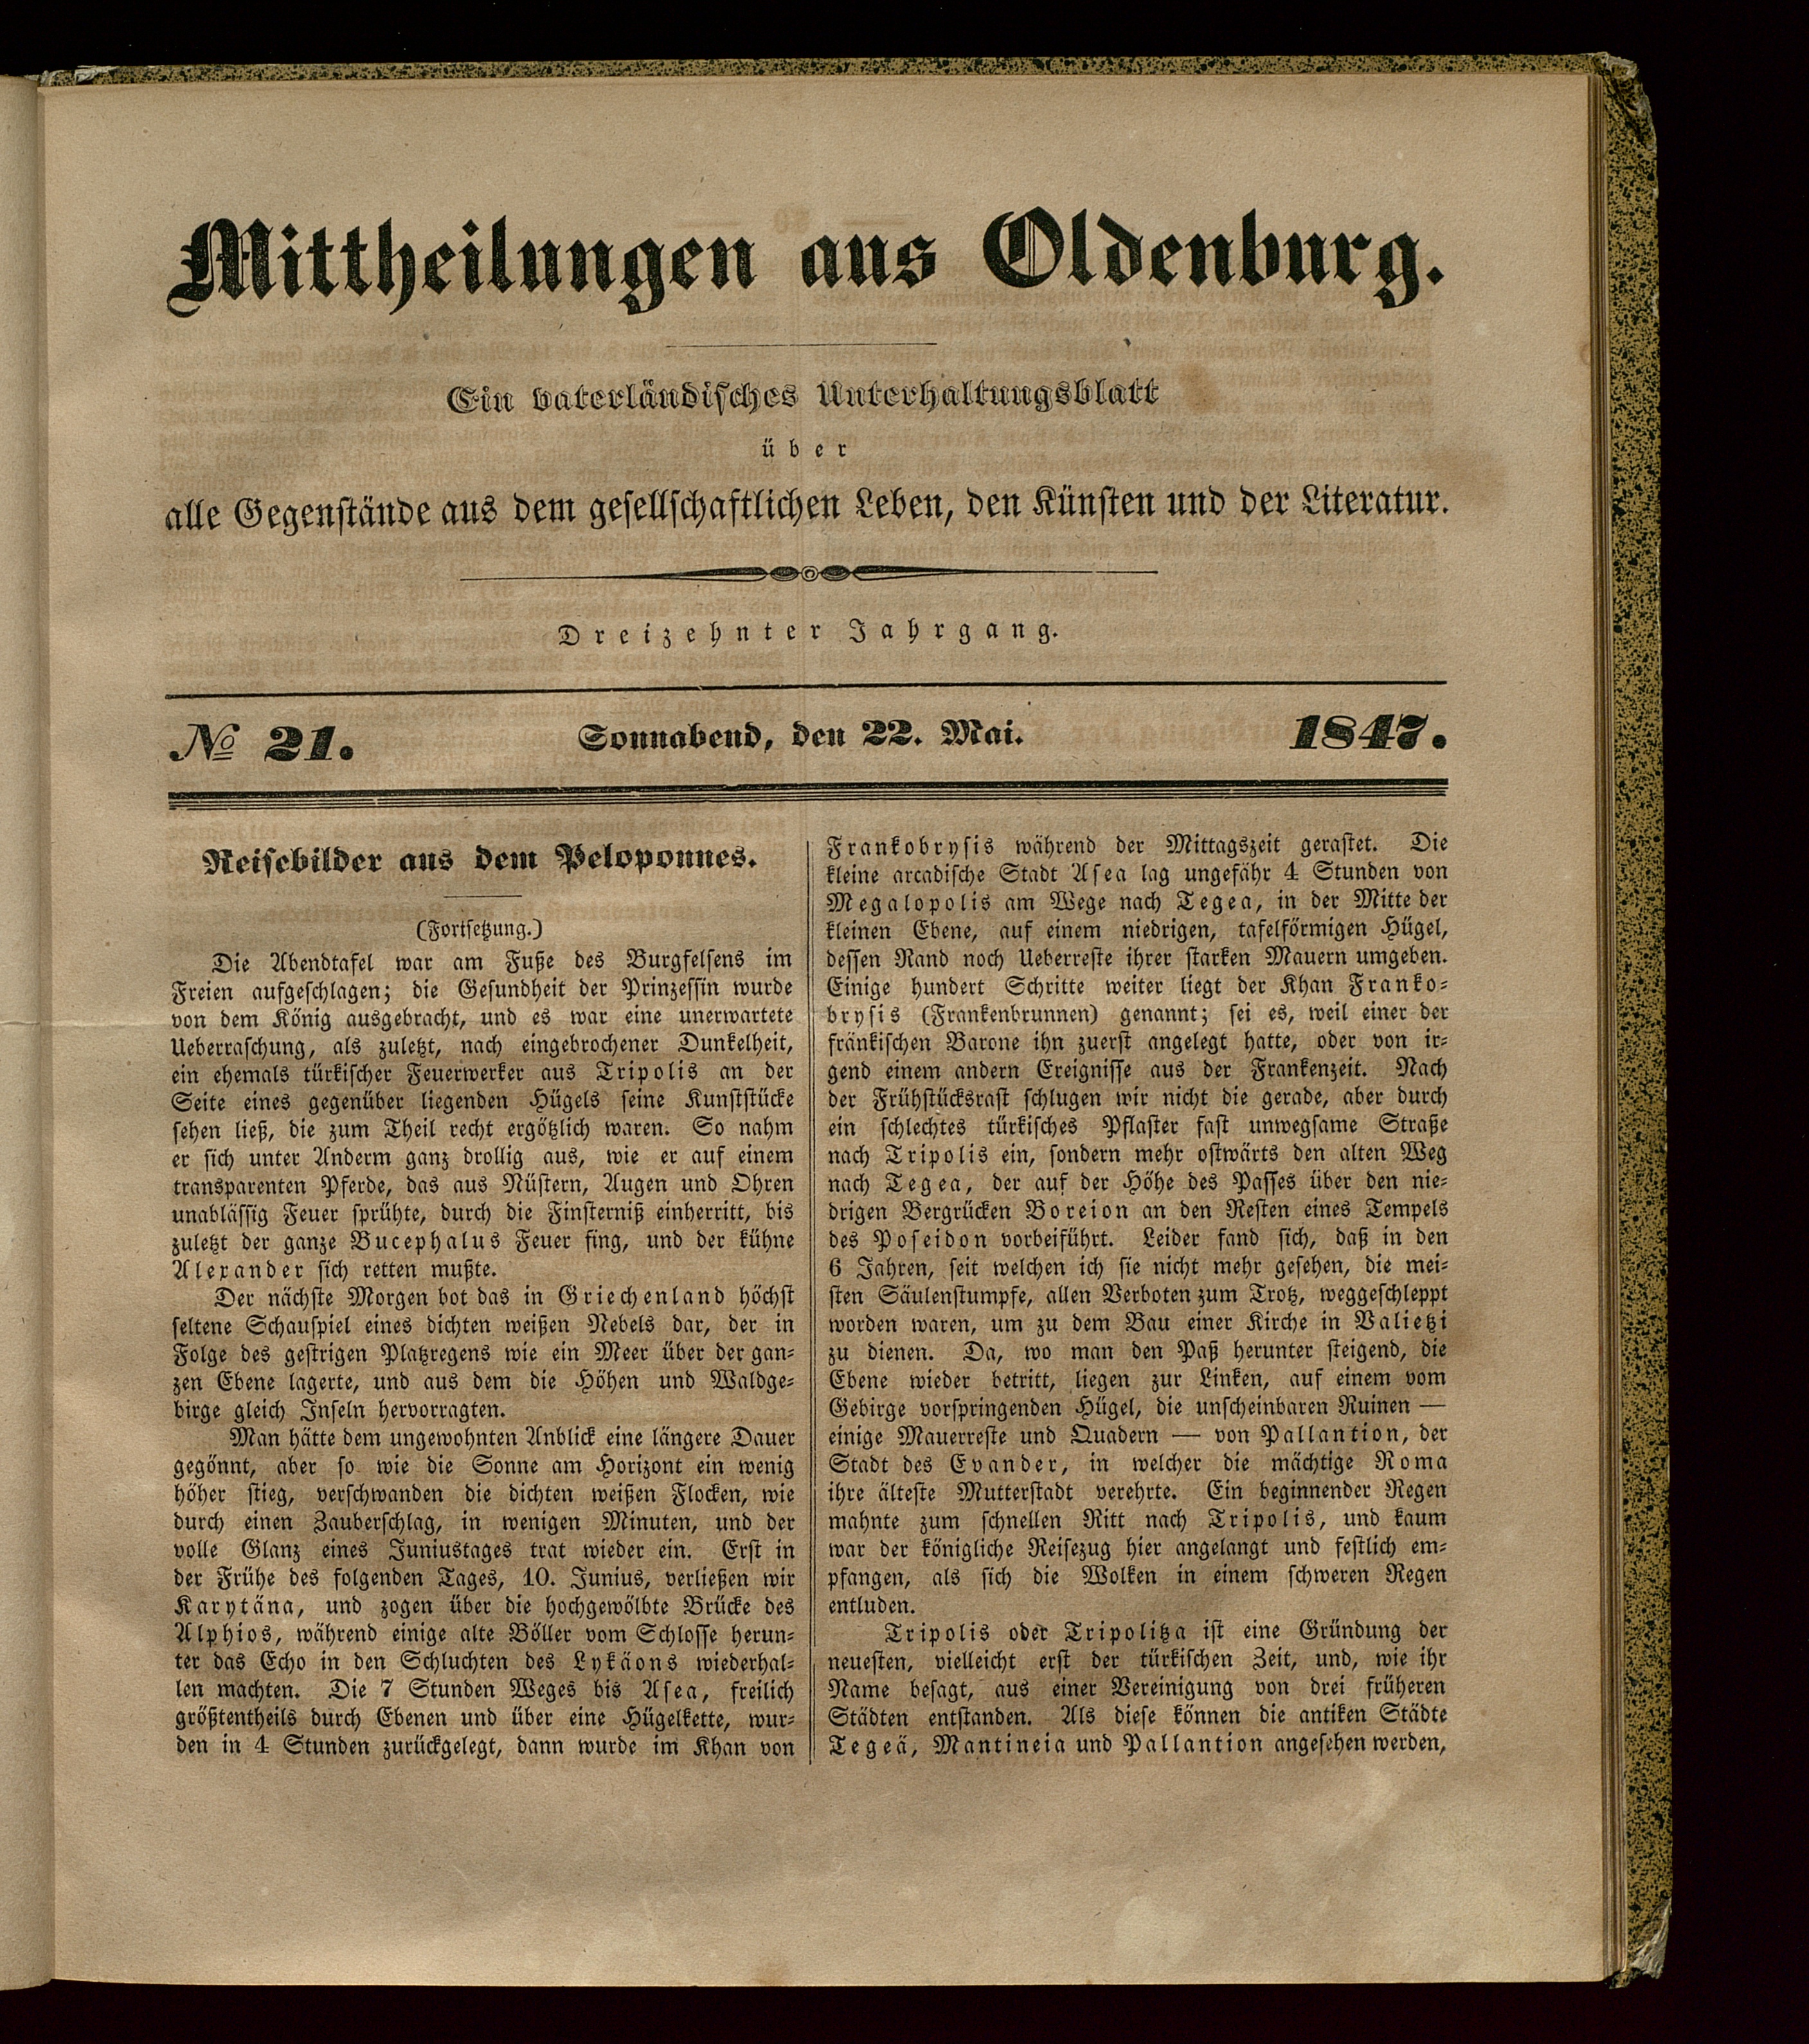 Mittheilungen aus Oldenburg.
Ein vaterländisches Unterhaltungsblatt
über
alle Gegenstände aus dem gesellschaftlichen Leben, den Künsten und der Literatur.
Dreizehnter Jahrgang.
No 21. Sonnabend, den 22. Mai. 1847.
Reisebilder aus dem Peloponnes.
(Fortsetzung.)
Die Abendtafel war am Fuße des Burgfelsens im
Freien aufgeschlagen; die Gesundheit der Prinzessin wurde
von dem König ausgebracht, und es war eine unerwartete
Ueberraschung, als zuletzt, nach eingebrochener Dunkelheit,
ein ehemals türkischer Feuerwerker aus Tripolis an der
Seite eines gegenüber liegenden Hügels seine Kunststücke
sehen ließ, die zum Theil recht ergötzlich waren. So nahm
er sich unter Anderm ganz drollig aus, wie er auf einem
transparenten Pferde, das aus Nüstern, Augen und Ohren
unablässig Feuer sprühte, durch die Finsterniß einherritt, bis
zuletzt der ganze Bucephalus Feuer fing, und der kühne
Alexander sich retten mußte.
Der nächste Morgen bot das in Griechenland höchst
seltene Schauspiel eines dichten weißen Nebels dar, der in
Folge des gestrigen Platzregens wie ein Meer über der gan-
zen Ebene lagerte, und aus dem die Höhen und Waldge-
birge gleich Inseln hervorragten.
Man hätte dem ungewohnten Anblick eine längere Dauer
gegönnt, aber so wie die Sonne am Horizont ein wenig
höher stieg, verschwanden die dichten weißen Flocken, wie
durch einen Zauberschlag, in wenigen Minuten, und der
volle Glanz eines Juniustages trat wieder ein. Erst in
der Frühe des folgenden Tages, 10. Junius, verließen wir
Karytäna, und zogen über die hochgewölbte Brücke des
Alphios, während einige alte Böller vom Schlosse herun-
ter das Echo in den Schluchten des Lykäons wiederhal-
len machten. Die 7 Stunden Weges bis Asea, freilich
größtentheils durch Ebenen und über eine Hügelkette, wur-
den in 4 Stunden zurückgelegt, dann wurde im Khan von
Frankobrysis während der Mittagszeit gerastet. Die
kleine arcadische Stadt Asea lag ungefähr 4 Stunden von
Megalopolis am Wege nach Tegea, in der Mitte der
kleinen Ebene, auf einem niedrigen, tafelförmigen Hügel,
dessen Rand noch Ueberreste ihrer starken Mauern umgeben.
Einige hundert Schritte weiter liegt der Khan Franko-
brysis (Frankenbrunnen) genannt; sei es, weil einer der
fränkischen Barone ihn zuerst angelegt hatte, oder von ir-
gend einem andern Ereignisse aus der Frankenzeit. Nach
der Frühstücksrast schlugen wir nicht die gerade, aber durch
ein schlechtes türkisches Pflaster fast unwegsame Straße
nach Tripolis ein, sondern mehr ostwärts den alten Weg
nach Tegea, der auf der Höhe des Passes über den nie-
drigen Bergrücken Boreion an den Resten eines Tempels
des Poseidon vorbeiführt. Leider fand sich, daß in den
6 Jahren, seit welchen ich sie nicht mehr gesehen, die mei-
sten Säulenstumpfe, allen Verboten zum Trotz, weggeschleppt
worden waren, um zu dem Bau einer Kirche in Valietzi
zu dienen. Da, wo man den Paß herunter steigend, die
Ebene wieder betritt, liegen zur Linken, auf einem vom
Gebirge vorspringenden Hügel, die unscheinbaren Ruinen —
einige Mauerreste und Quadern — von Pallantion, der
Stadt des Evander, in welcher die mächtige Roma
ihre älteste Mutterstadt verehrte. Ein beginnender Regen
mahnte zum schnellen Ritt nach Tripolis, und kaum
war der königliche Reisezug hier angelangt und festlich em-
pfangen, als sich die Wolken in einem schweren Regen
entluden.
Tripolis oder Tripolitza ist eine Gründung der
neuesten, vielleicht erst der türkischen Zeit, und, wie ihr
Name besagt, aus einer Vereinigung von drei früheren
Städten entstanden. Als diese können die antiken Städte
Tegeä, Mantineia und Pallantion angesehen werden,